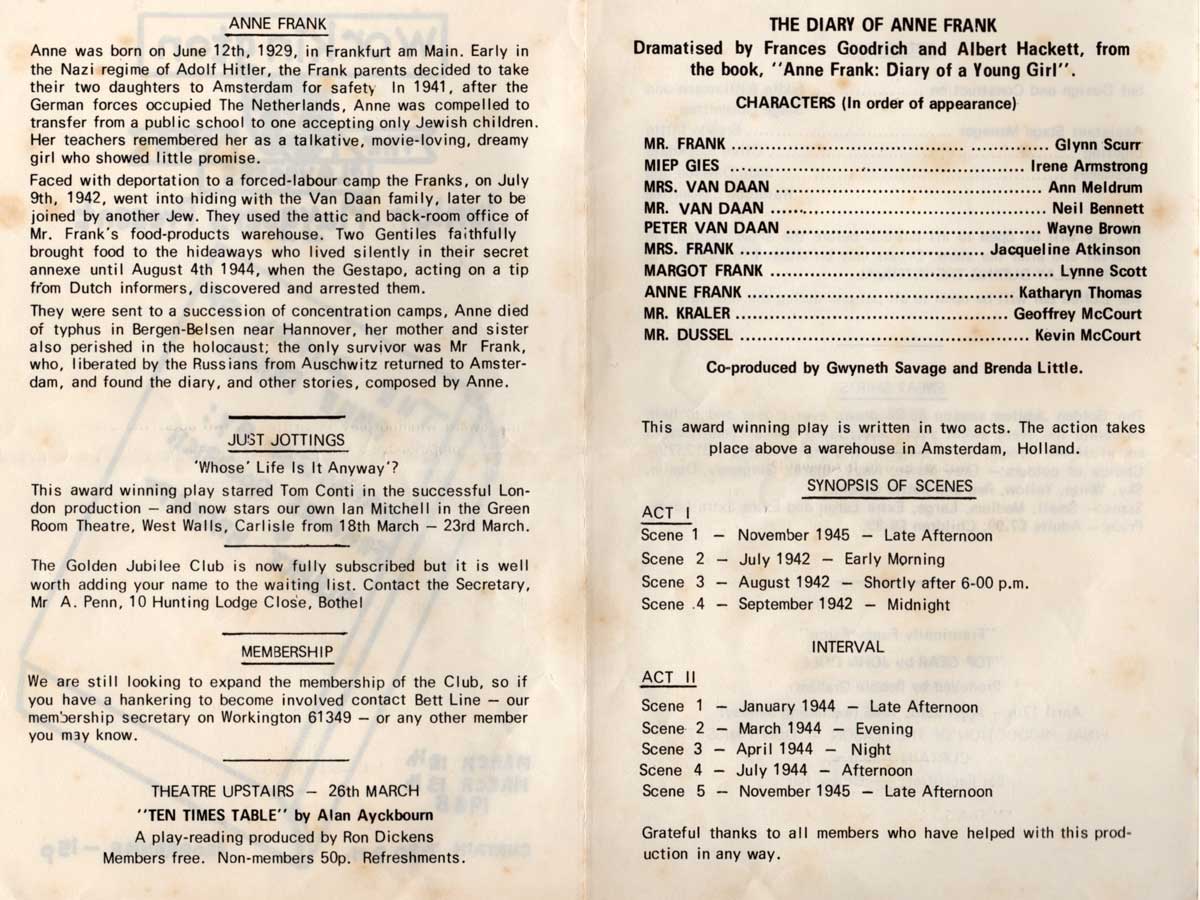 ANNE FRANK
Anne was born on June 12th, 1929, in Frankfurt am Main. Early in
the Nazi regime of Adolf Hitler, the Frank parents decided to take
their two daughters to Amsterdam for safety In 1941, after the
German forces occupied The Netherlands, Anne was compelled to
transfer from a public school to one accepting only Jewish children.
Her teachers remembered her as a talkative, movie-loving, dreamy
girl who showed little promise.
Faced with deportation to a forced-labour camp the Franks, on July
9th, 1942, went into hiding with the Van Daan family, later to be
joined by another Jew. They used the attic and back-room office of
Mr. Frank's food-products warehouse. Two Gentiles faithfully
brought food to the hideaways who lived silently in their secret
annexe until August 4th 1944, when the Gestapo, acting on a tip
from Dutch informers, discovered and arrested them.
They were sent to a succession of concentration camps, Anne died
of typhus in Bergen-Belsen near Hannover, her mother and sister
also perished in the holocaust; the only survivor was Mr Frank,
who, liberated by the Russians from Auschwitz returned to Amster-
dam, and found the diary, and other stories, composed by Anne.
JUST JOTTINGS
'Whose' Life Is It Anyway'?
This award winning play starred Tom Conti in the successful Lon-
don production — and now stars our own Ian Mitchell in the Green
Room Theatre, West Walls, Carlisle from 18th March — 23rd March.
The Golden Jubilee Club is now fully subscribed but it is well
worth adding your name to the waiting list. Contact the Secretary,
Mr A. Penn, 10 Hunting Lodge Close, Bothel
MEMBERSHIP
We are still looking to expand the membership of the Club, so if
you have a hankering to become involved contact Bett Line — our
membership secretary on Workington 61349 — or any other member
you may know.
THEATRE UPSTAIRS — 26th MARCH
"TEN TIMES TABLE" by Alan Ayckbourn
A play-reading produced by Ron Dickens
Members free. Non-members 50p. Refreshments.
THE DIARY OF ANNE FRANK
Dramatised by Frances Goodrich and Albert Hackett, from
the book, "Anne Frank: Diary of a Young Girl".
CHARACTERS (In order of appearance)
MR. FRANK ........................................ Glynn Scurr
MIEP GIES ........................................ Irene Armstrong
MRS. VAN DAAN ........................................ Ann Meldrum
MR. VAN DAAN ........................................ Neil Bennett
PETER VAN DAAN ........................................ Wayne Brown
MRS. FRANK ........................................ Jacqueline Atkinson
MARGOT FRANK ........................................ Lynne Scott
ANNE FRANK ........................................ Katharyn Thomas
MR. KRALER ........................................ Geoffrey McCourt
MR. DUSSEL ........................................ Kevin McCourt
Co-produced by Gwyneth Savage and Brenda Little.
This award winning play is written in two acts. The action takes
place above a warehouse in Amsterdam, Holland.
SYNOPSIS OF SCENES
ACT I
Scene 1 — November 1945 — Late Afternoon
Scene 2 — July 1942 — Early Morning
Scene 3 — August 1942 — Shortly after 6-00 p.m.
Scene 4 — September 1942 — Midnight
INTERVAL
ACT II
Scene 1 — January 1944 — Late Afternoon
Scene 2 — March 1944 — Evening
Scene 3 — April 1944 — Night
Scene 4 — July 1944 — Afternoon
Scene 5 — November 1945 — Late Afternoon
Grateful thanks to all members who have helped with this prod-
uction in any way.